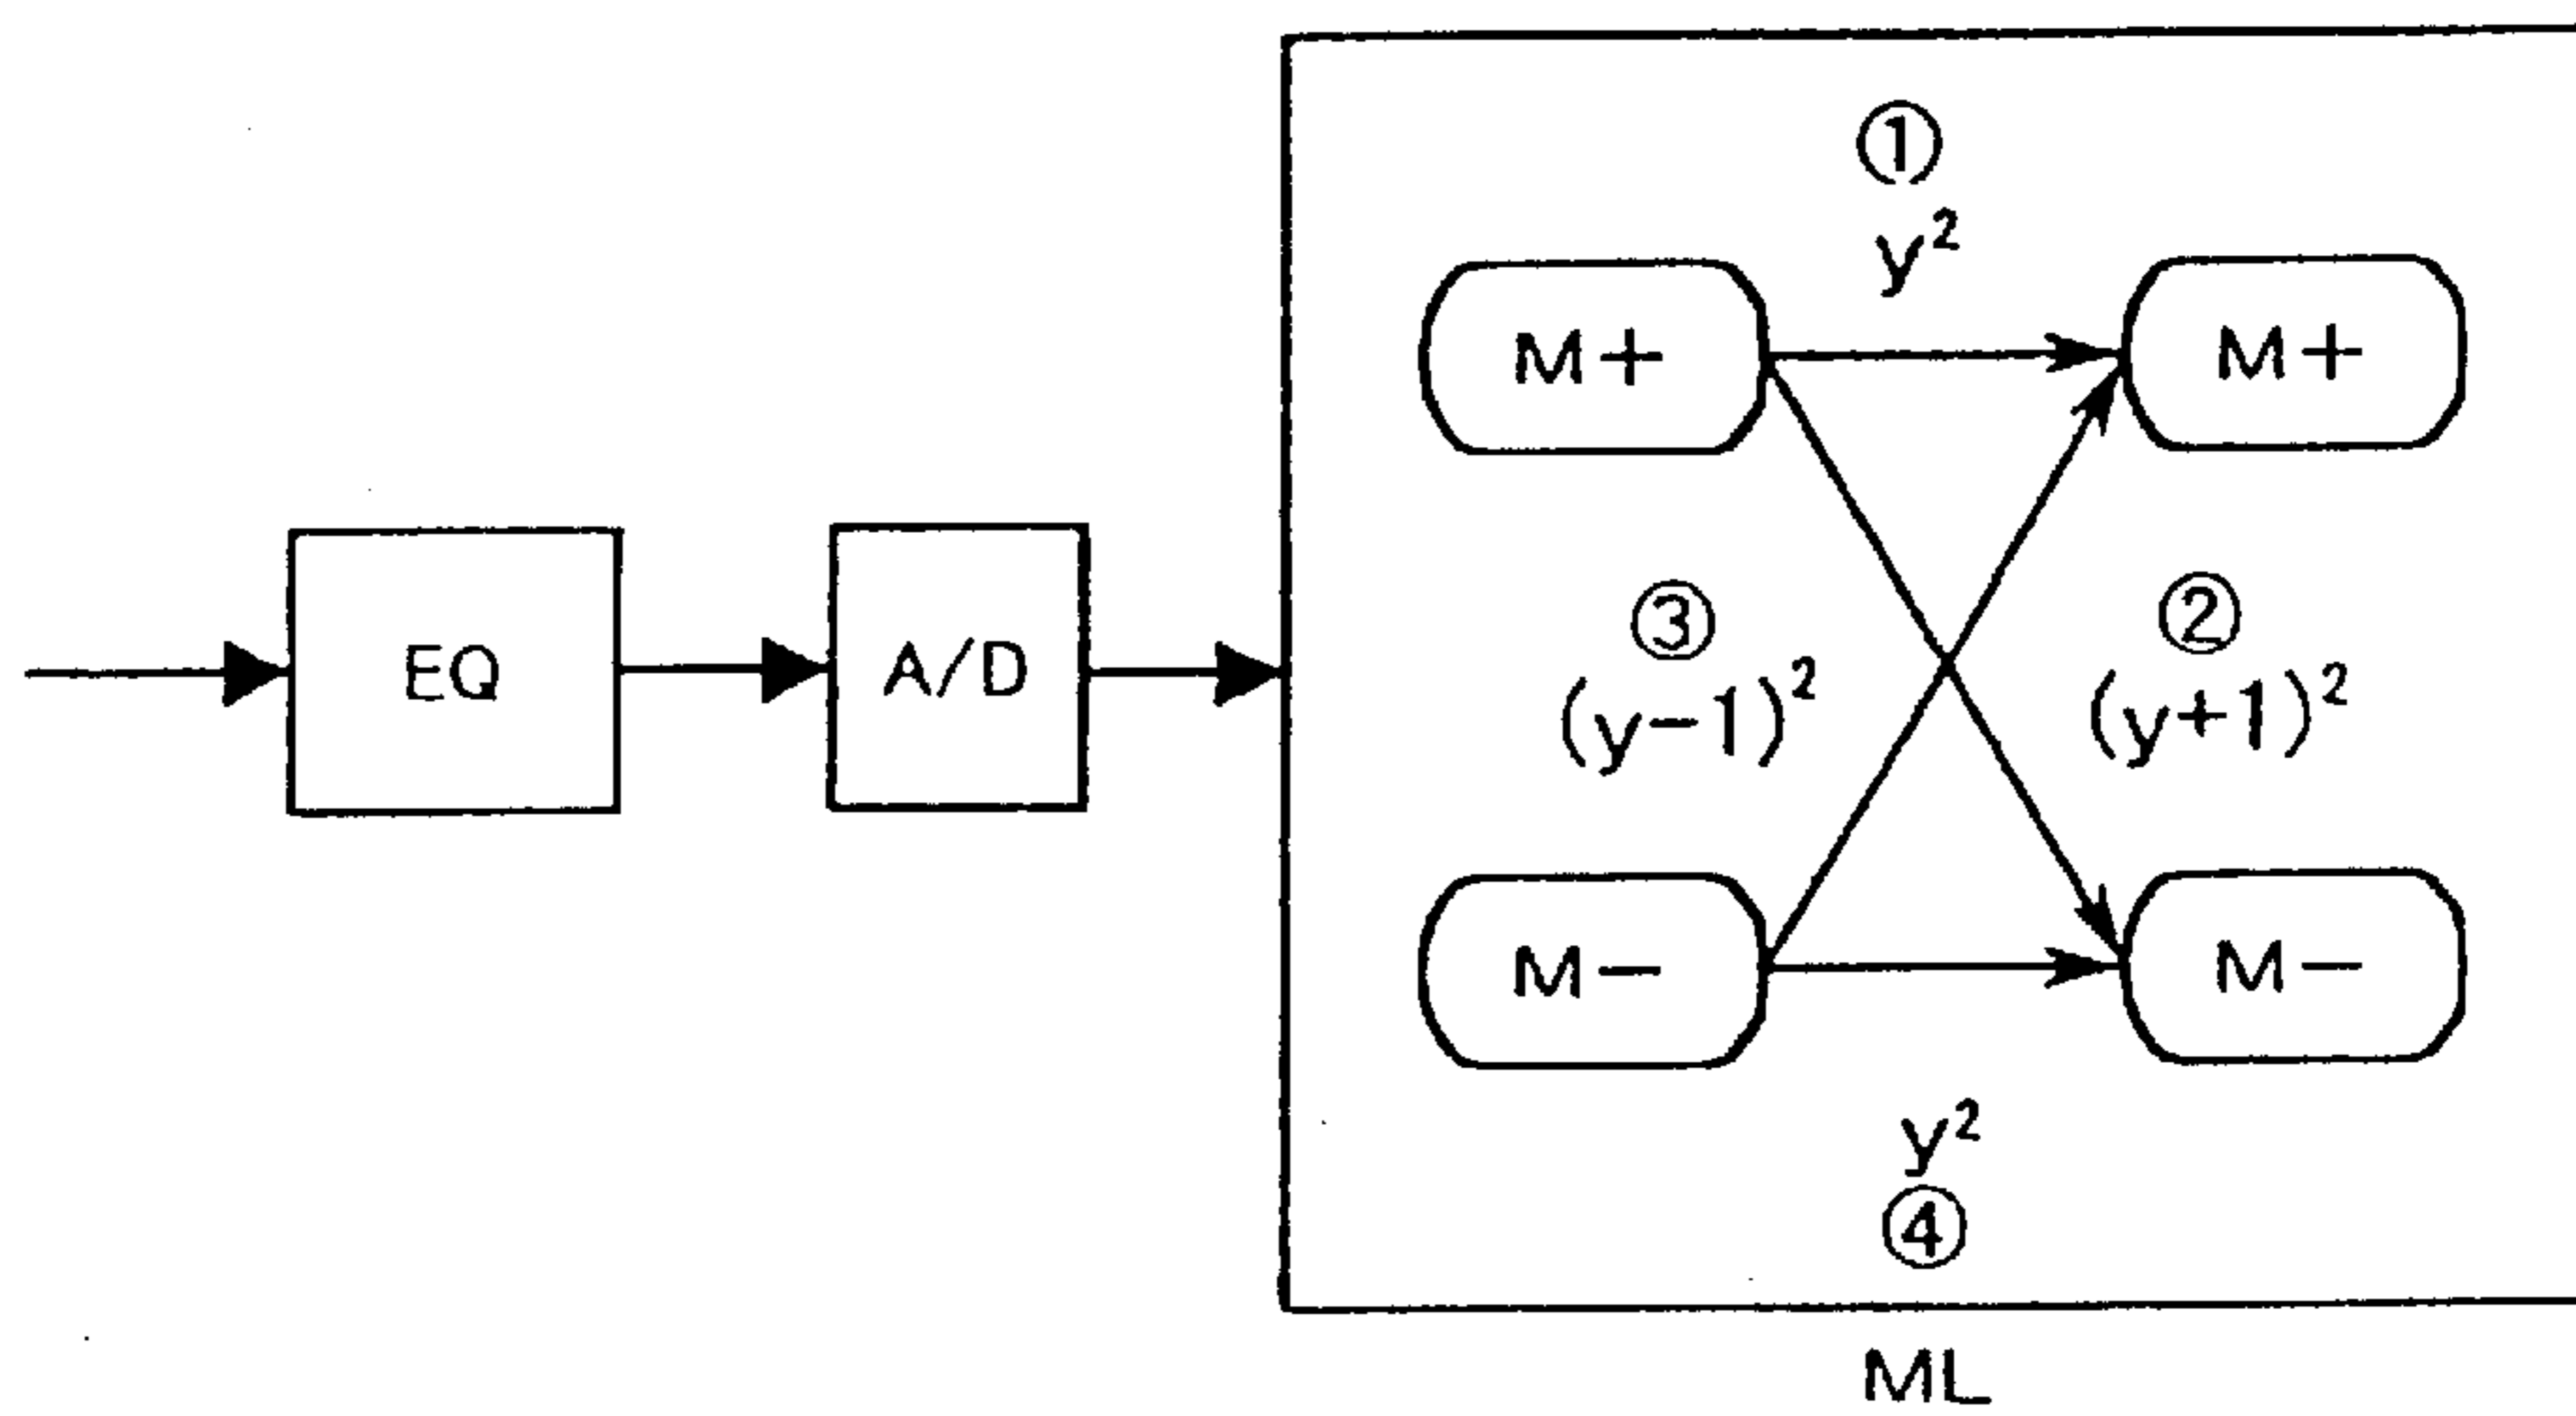 ①
y²
M+ M+
EQ
A/D
③ ②
(y-1)² (y+1)²
M- M-
y²
④
ML